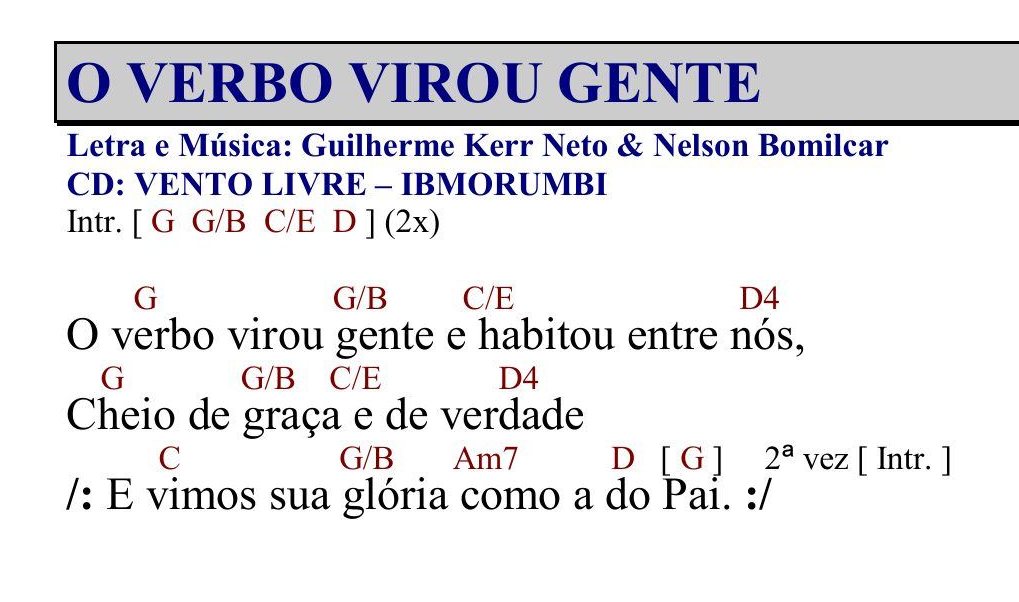 O VERBO VIROU GENTE
Letra e Música: Guilherme Kerr Neto & Nelson Bomilcar
CD: VENTO LIVRE – IBMORUMBI
Intr. [ G G/B C/E D ] (2x)
G G/B C/E D4
O verbo virou gente e habitou entre nós,
G G/B C/E D4
Cheio de graça e de verdade
C G/B Am7 D [ G ] 2ª vez [ Intr. ]
/: E vimos sua glória como a do Pai. :/